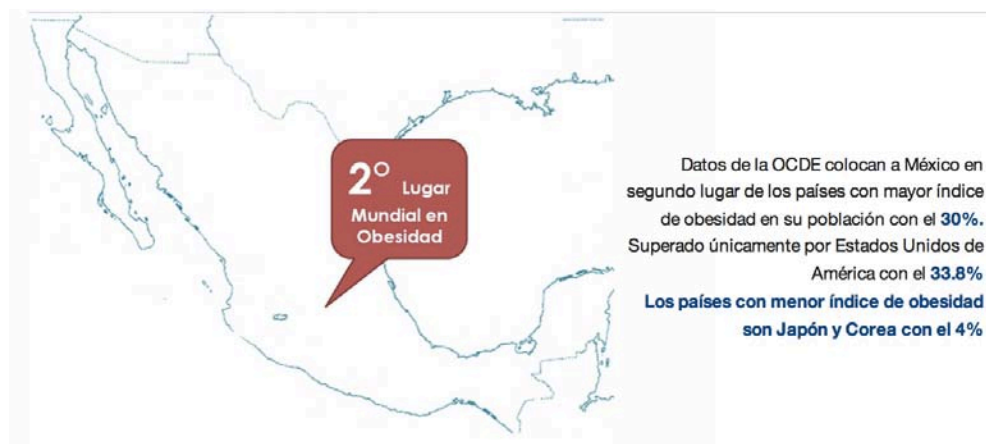 2° Lugar
Mundial en
Obesidad
Datos de la OCDE colocan a México en
segundo lugar de los países con mayor índice
de obesidad en su población con el 30%.
Superado únicamente por Estados Unidos de
América con el 33.8%
Los países con menor índice de obesidad
son Japón y Corea con el 4%